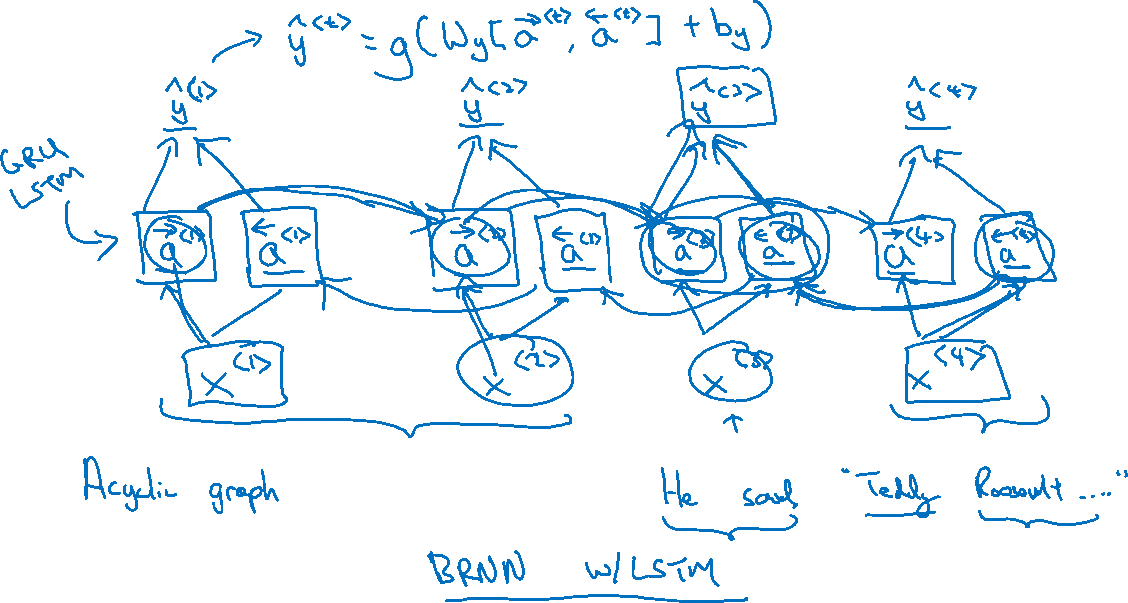 ŷ<t> = g(Wy[a→<t>, a←<t>] + by)
ŷ<1> ŷ<2> ŷ<3> ŷ<4>
GRU
LSTM
a→<1> a←<1> a→<2> a←<2> a→<3> a←<3> a→<4> a←<4>
x<1> x<2> x<3> x<4>
Acyclic graph
He said, "Teddy Roosevelt ...."
BRNN w/LSTM